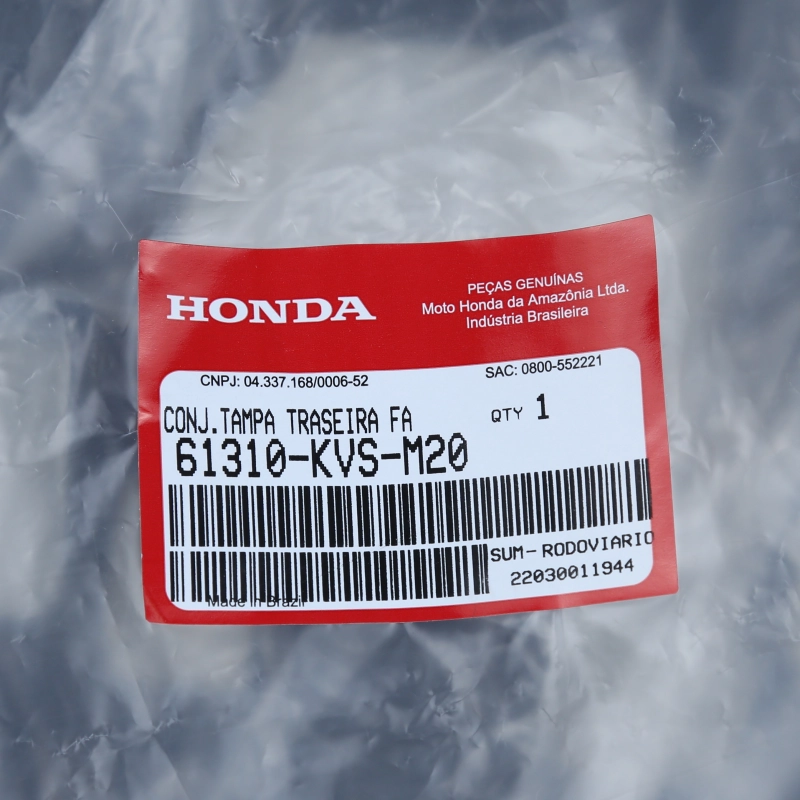 HONDA
PEÇAS GENUÍNAS
Moto Honda da Amazônia Ltda.
Indústria Brasileira
CNPJ: 04.337.168/0006-52
SAC: 0800-552221
CONJ.TAMPA TRASEIRA FA
QTY 1
61310-KVS-M20
SUM-RODOVIARIO
22030011944
Made in Brazil